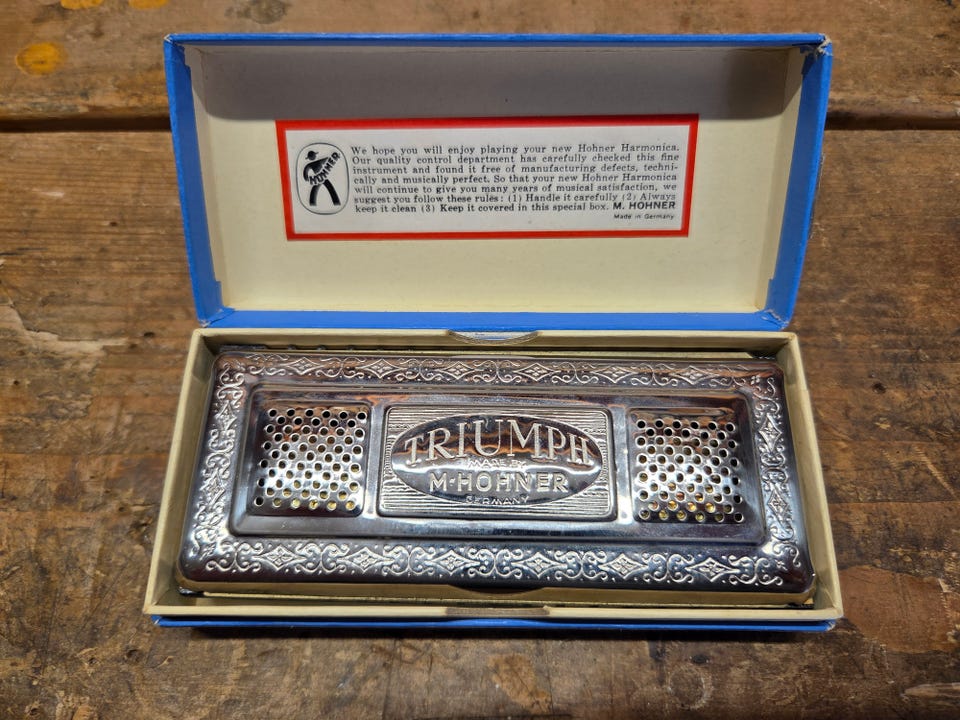 HOHNER
We hope you will enjoy playing your new Hohner Harmonica.
Our quality control department has carefully checked this fine
instrument and found it free of manufacturing defects, techni-
cally and musically perfect. So that your new Hohner Harmonica
will continue to give you many years of musical satisfaction, we
suggest you follow these rules: (1) Handle it carefully (2) Always
keep it clean (3) Keep it covered in this special box. M. HOHNER
Made in Germany
TRIUMPH
MADE BY
M·HOHNER
GERMANY